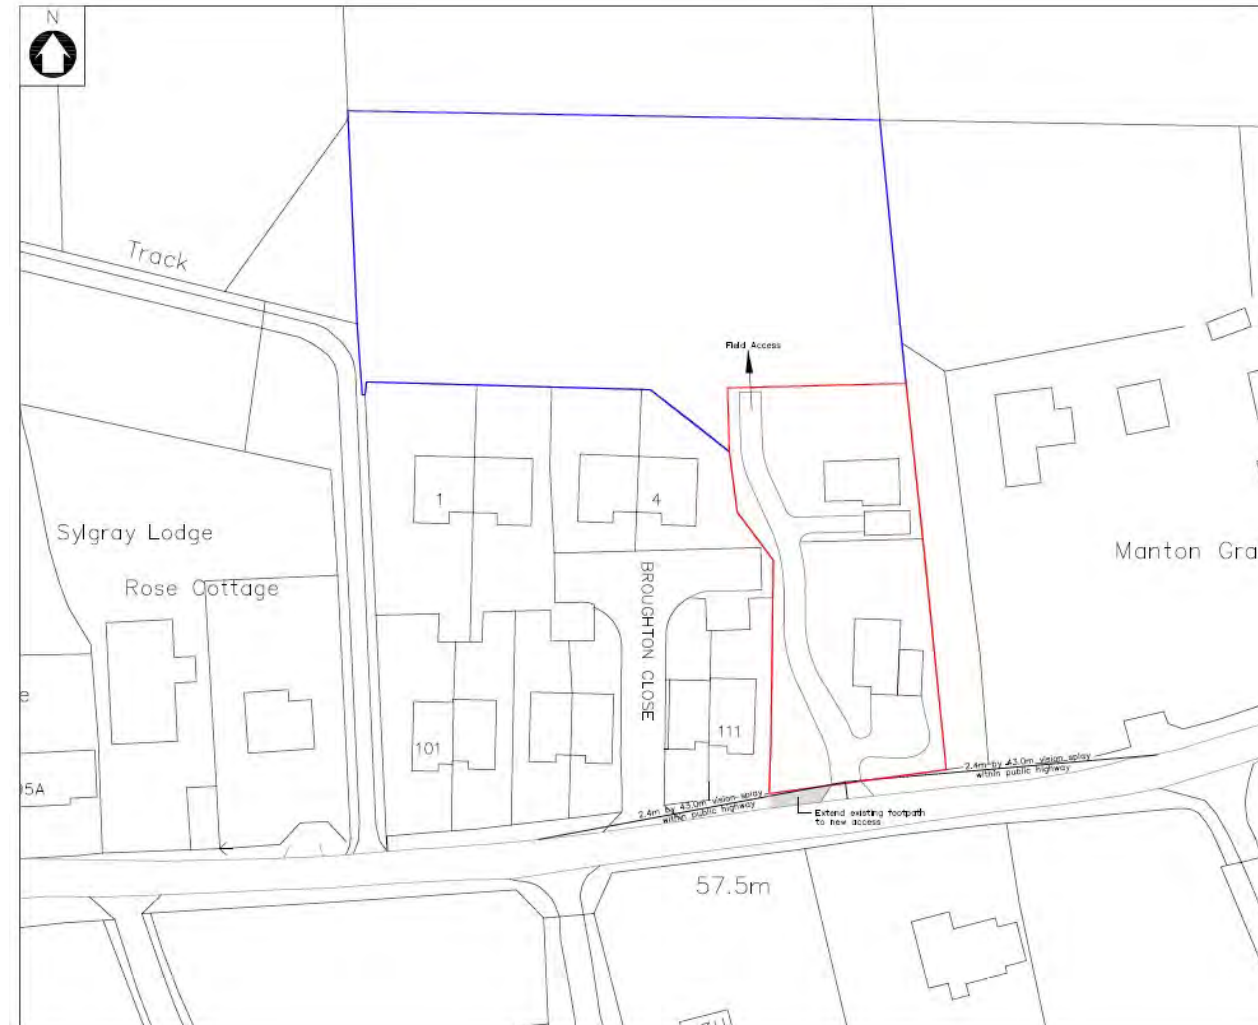 N
Track
Field Access
1
4
Sylgray Lodge
Manton Gra
Rose Cottage
BROUGHTON CLOSE
e
101
111
95A
2.4m by 43.0m vision splay
within public highway
2.4m by 43.0m vision splay
within public highway
Extend existing footpath
to new access
57.5m